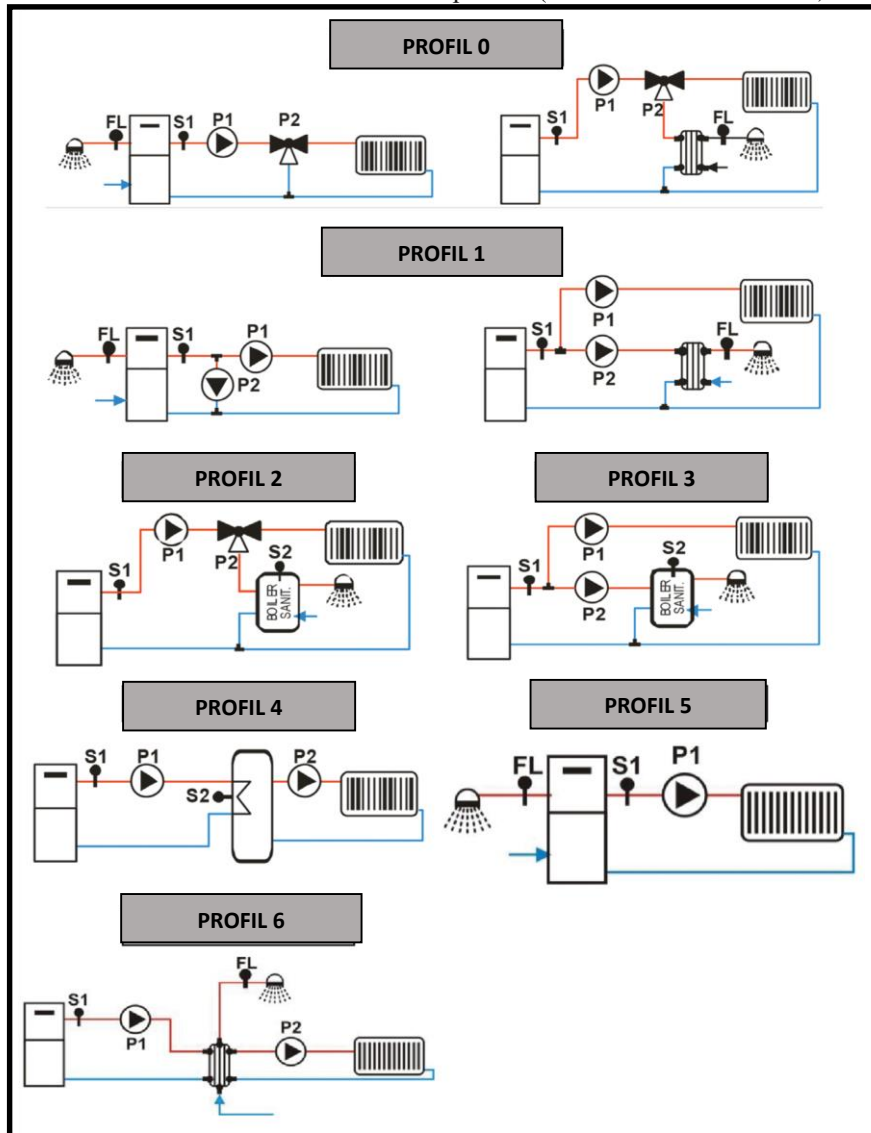 PROFIL 0
FL S1 P1 P2
S1 P1 P2 FL
PROFIL 1
FL S1 P1 P2
S1 P1 P2 FL
PROFIL 2
S1 P1 P2 S2
BOILER
SANIT.
PROFIL 3
S1 P1 P2 S2
BOILER
SANIT.
PROFIL 4
S1 P1 S2 P2
PROFIL 5
FL S1 P1
PROFIL 6
S1 P1 FL P2